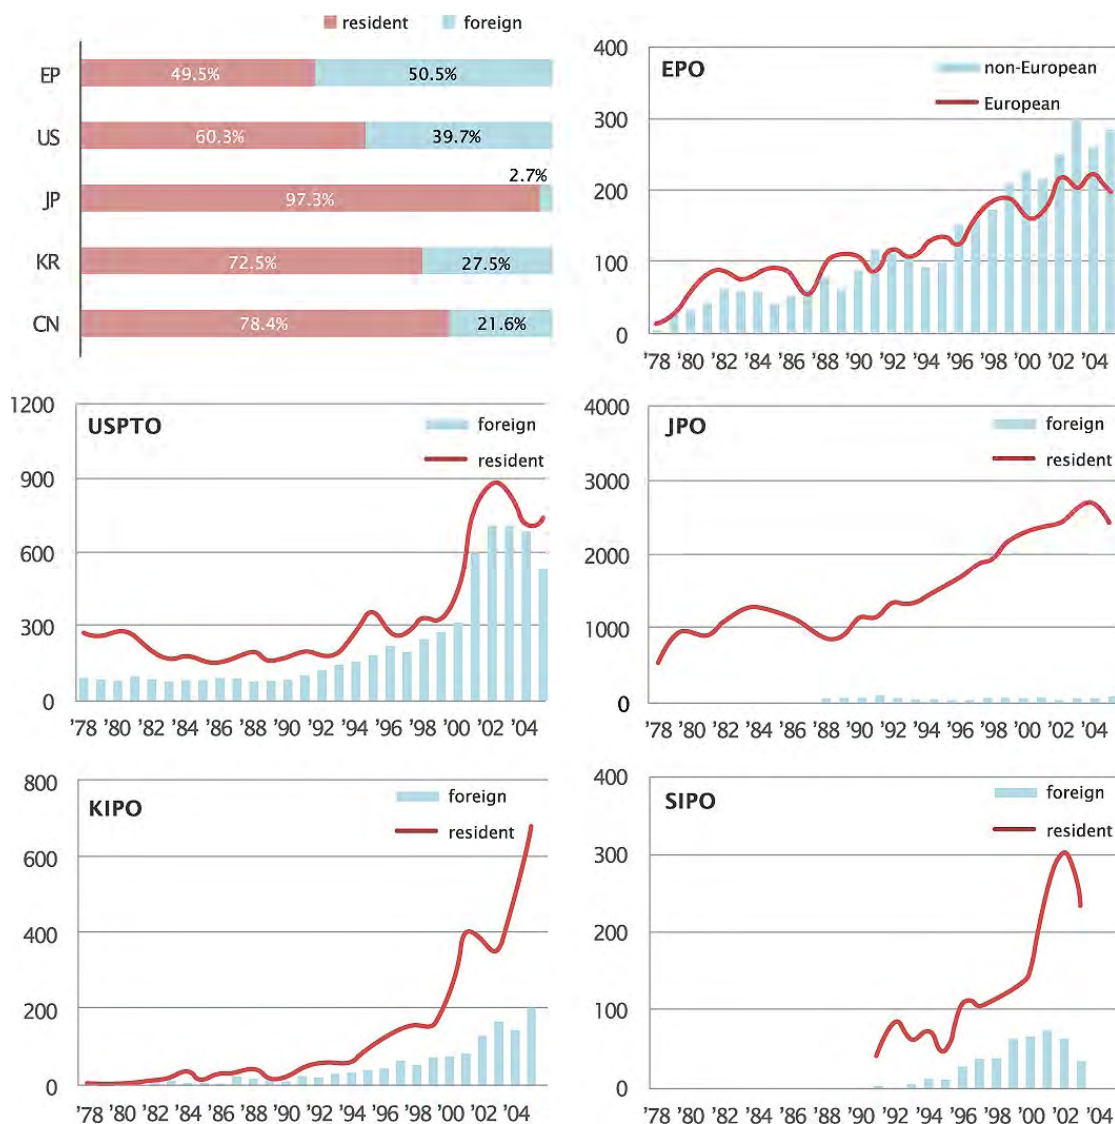 resident foreign
EP 49.5% 50.5%
US 60.3% 39.7%
2.7%
JP 97.3%
KR 72.5% 27.5%
CN 78.4% 21.6%
400
EPO
non-European
European
300
200
100
0
'78 '80 '82 '84 '86 '88 '90 '92 '94 '96 '98 '00 '02 '04
1200
USPTO
foreign
resident
900
600
300
0
'78 '80 '82 '84 '86 '88 '90 '92 '94 '96 '98 '00 '02 '04
4000
JPO
foreign
resident
3000
2000
1000
0
'78 '80 '82 '84 '86 '88 '90 '92 '94 '96 '98 '00 '02 '04
800
KIPO
foreign
resident
600
400
200
0
'78 '80 '82 '84 '86 '88 '90 '92 '94 '96 '98 '00 '02 '04
400
SIPO
foreign
resident
300
200
100
0
'78 '80 '82 '84 '86 '88 '90 '92 '94 '96 '98 '00 '02 '04